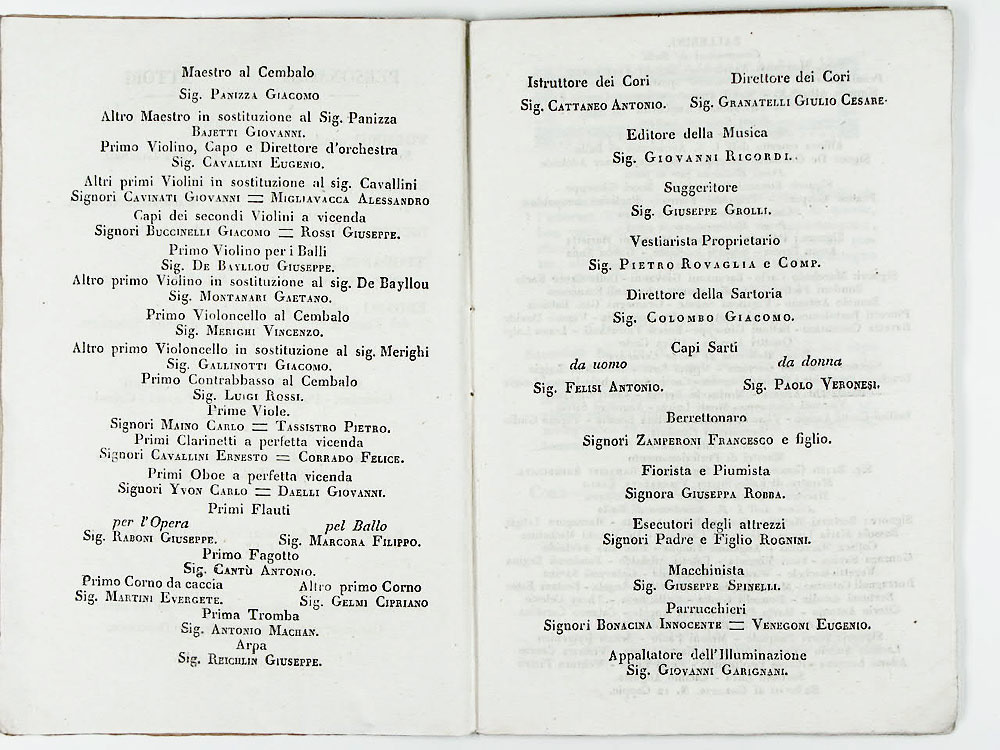 Maestro al Cembalo
Sig. PANIZZA GIACOMO
Altro Maestro in sostituzione al Sig. Panizza
BAJETTI GIOVANNI.
Primo Violino, Capo e Direttore d'orchestra
Sig. CAVALLINI EUGENIO.
Altri primi Violini in sostituzione al sig. Cavallini
Signori CAVINATI GIOVANNI = MIGLIAVACCA ALESSANDRO
Capi dei secondi Violini a vicenda
Signori BUCCINELLI GIACOMO = ROSSI GIUSEPPE.
Primo Violino per i Balli
Sig. DE BAYLLOU GIUSEPPE.
Altro primo Violino in sostituzione al sig. De Bayllou
Sig. MONTANARI GAETANO.
Primo Violoncello al Cembalo
Sig. MERIGHI VINCENZO.
Altro primo Violoncello in sostituzione al sig. Merighi
Sig. GALLINOTTI GIACOMO.
Primo Contrabbasso al Cembalo
Sig. LUIGI ROSSI.
Prime Viole.
Signori MAINO CARLO = TASSISTRO PIETRO.
Primi Clarinetti a perfetta vicenda
Signori CAVALLINI ERNESTO = CORRADO FELICE.
Primi Oboe a perfetta vicenda
Signori YVON CARLO = DAELLI GIOVANNI.
Primi Flauti
per l'Opera pel Ballo
Sig. RABONI GIUSEPPE. Sig. MARCORA FILIPPO.
Primo Fagotto
Sig. CANTÙ ANTONIO.
Primo Corno da caccia Altro primo Corno
Sig. MARTINI EVERGETE. Sig. GELMI CIPRIANO
Prima Tromba
Sig. ANTONIO MACHAN.
Arpa
Sig. REICHLIN GIUSEPPE.
Istruttore dei Cori Direttore dei Cori
Sig. CATTANEO ANTONIO. Sig. GRANATELLI GIULIO CESARE.
Editore della Musica
Sig. GIOVANNI RICORDI.
Suggeritore
Sig. GIUSEPPE GROLLI.
Vestiarista Proprietario
Sig. PIETRO ROVAGLIA e COMP.
Direttore della Sartoria
Sig. COLOMBO GIACOMO.
Capi Sarti
da uomo da donna
Sig. FELISI ANTONIO. Sig. PAOLO VERONESI.
Berrettonaro
Signori ZAMPERONI FRANCESCO e figlio.
Fiorista e Piumista
Signora GIUSEPPA ROBBA.
Esecutori degli attrezzi
Signori Padre e Figlio ROGNINI.
Macchinista
Sig. GIUSEPPE SPINELLI.
Parrucchieri
Signori BONACINA INNOCENTE = VENEGONI EUGENIO.
Appaltatore dell'Illuminazione
Sig. GIOVANNI GARIGNANI.